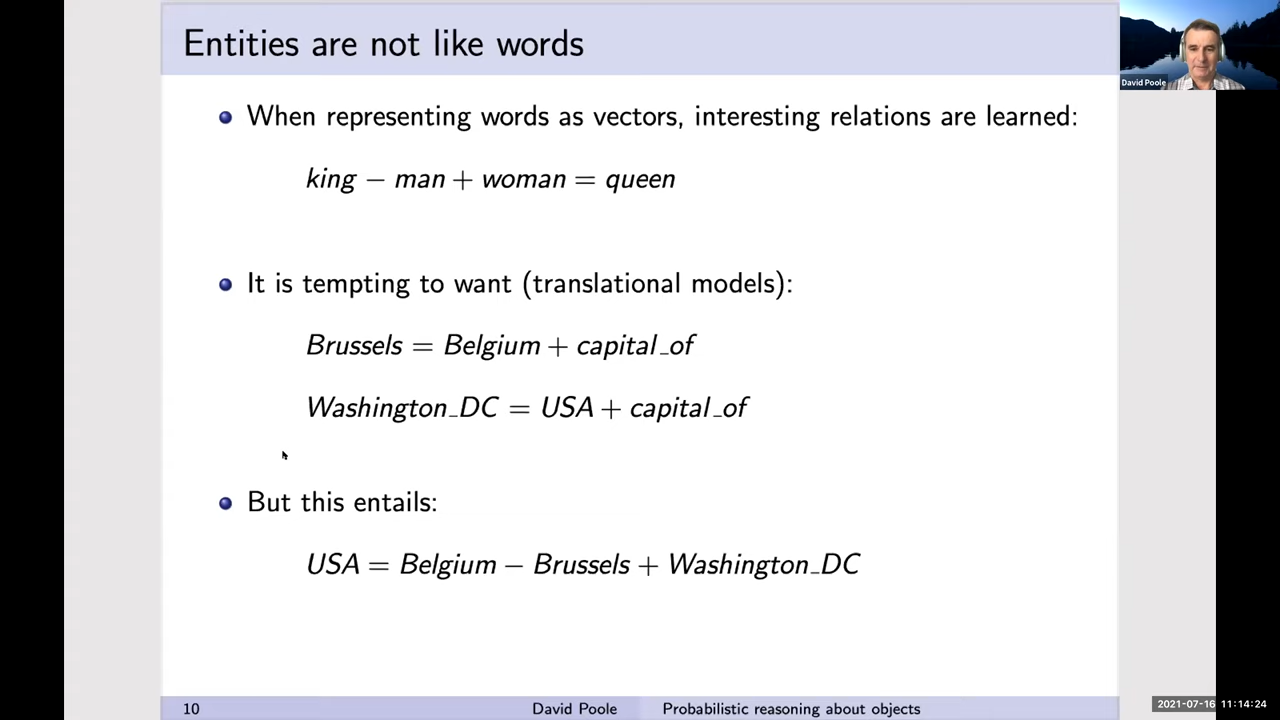 Entities are not like words
David Poole
When representing words as vectors, interesting relations are learned:
king − man + woman = queen
It is tempting to want (translational models):
Brussels = Belgium + capital_of
Washington_DC = USA + capital_of
But this entails:
USA = Belgium − Brussels + Washington_DC
10 David Poole Probabilistic reasoning about objects
2021-07-16 11:14:24